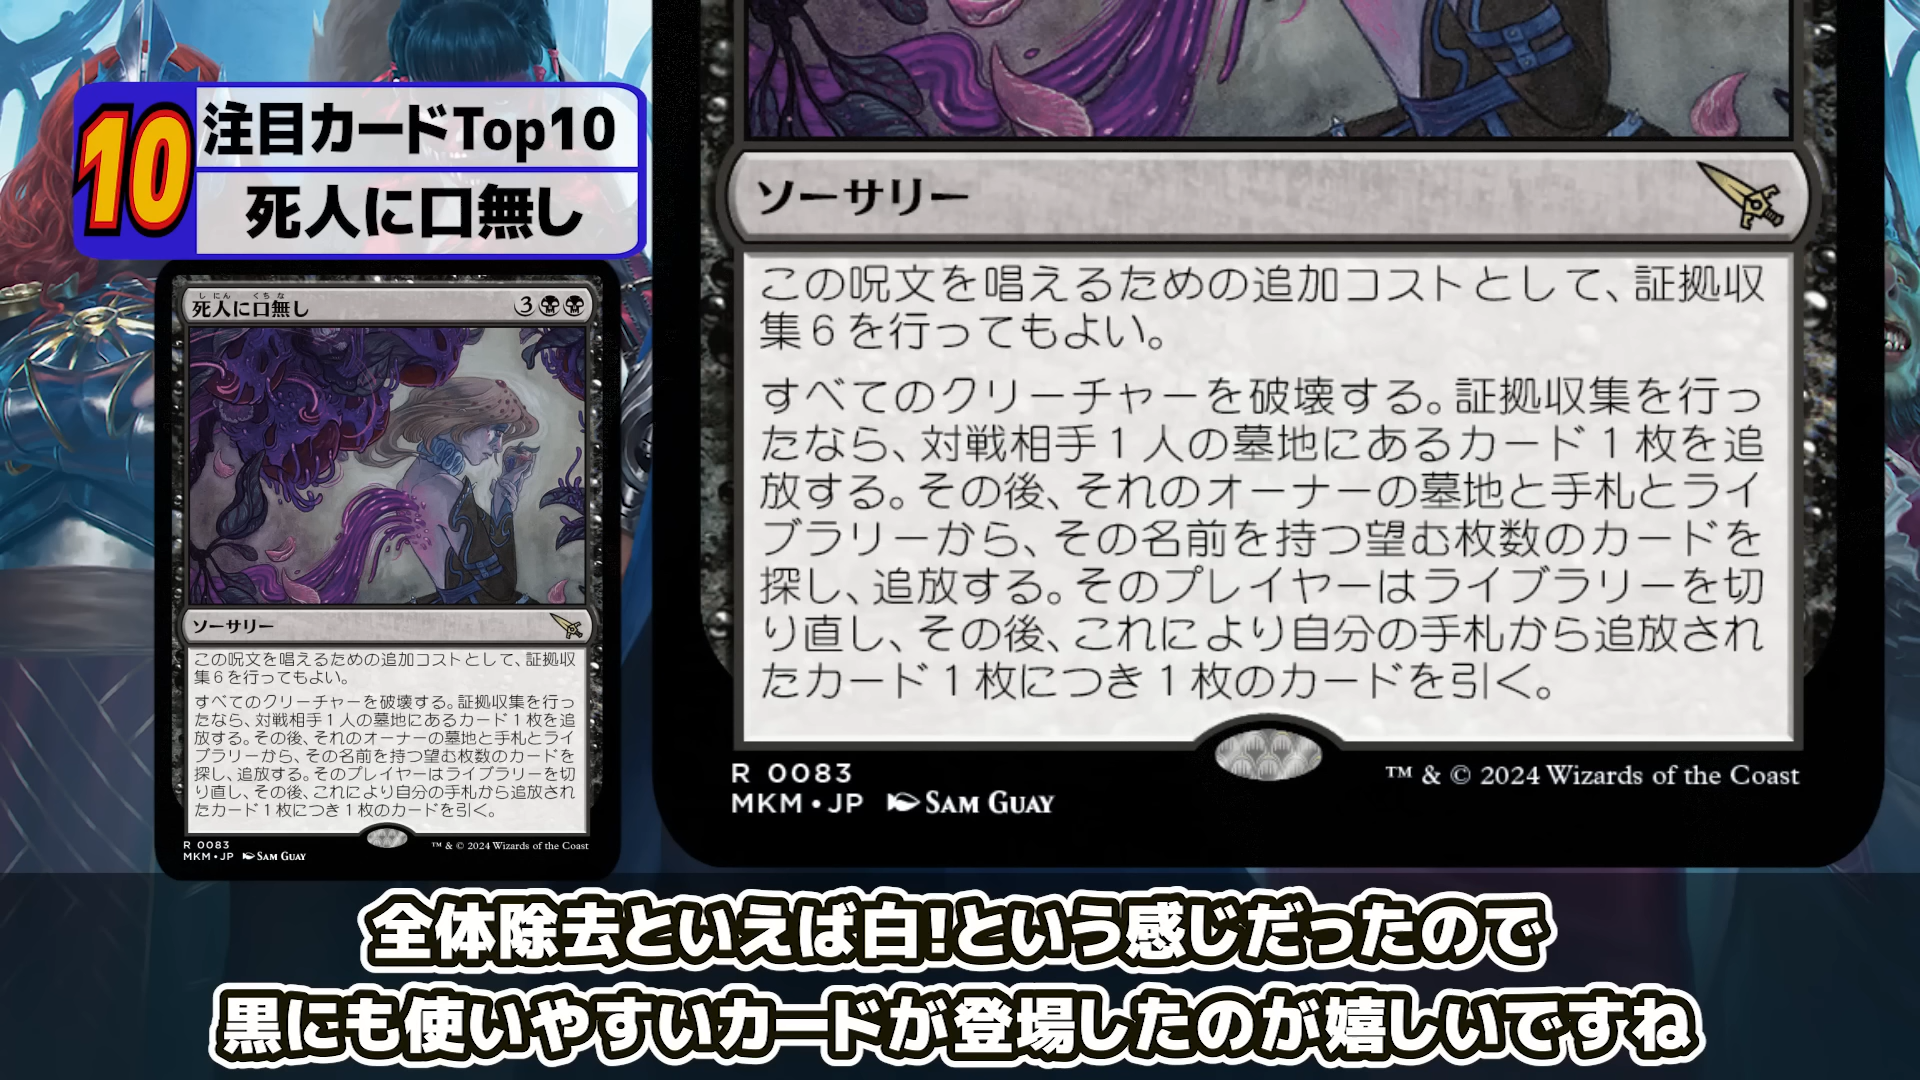 10
注目カードTop10
死人に口無し
しにん くちな
死人に口無し 3
ソーサリー
この呪文を唱えるための追加コストとして、証拠収
集6を行ってもよい。
すべてのクリーチャーを破壊する。証拠収集を行っ
たなら、対戦相手1人の墓地にあるカード1枚を追
放する。その後、それのオーナーの墓地と手札とライ
ブラリーから、その名前を持つ望む枚数のカードを
探し、追放する。そのプレイヤーはライブラリーを切
り直し、その後、これにより自分の手札から追放され
たカード1枚につき1枚のカードを引く。
R 0083
MKM • JP SAM GUAY
™ & © 2024 Wizards of the Coast
ソーサリー
この呪文を唱えるための追加コストとして、証拠収
集6を行ってもよい。
すべてのクリーチャーを破壊する。証拠収集を行っ
たなら、対戦相手1人の墓地にあるカード1枚を追
放する。その後、それのオーナーの墓地と手札とライ
ブラリーから、その名前を持つ望む枚数のカードを
探し、追放する。そのプレイヤーはライブラリーを切
り直し、その後、これにより自分の手札から追放され
たカード1枚につき1枚のカードを引く。
R 0083
MKM • JP SAM GUAY
™ & © 2024 Wizards of the Coast
全体除去といえば白!という感じだったので
黒にも使いやすいカードが登場したのが嬉しいですね